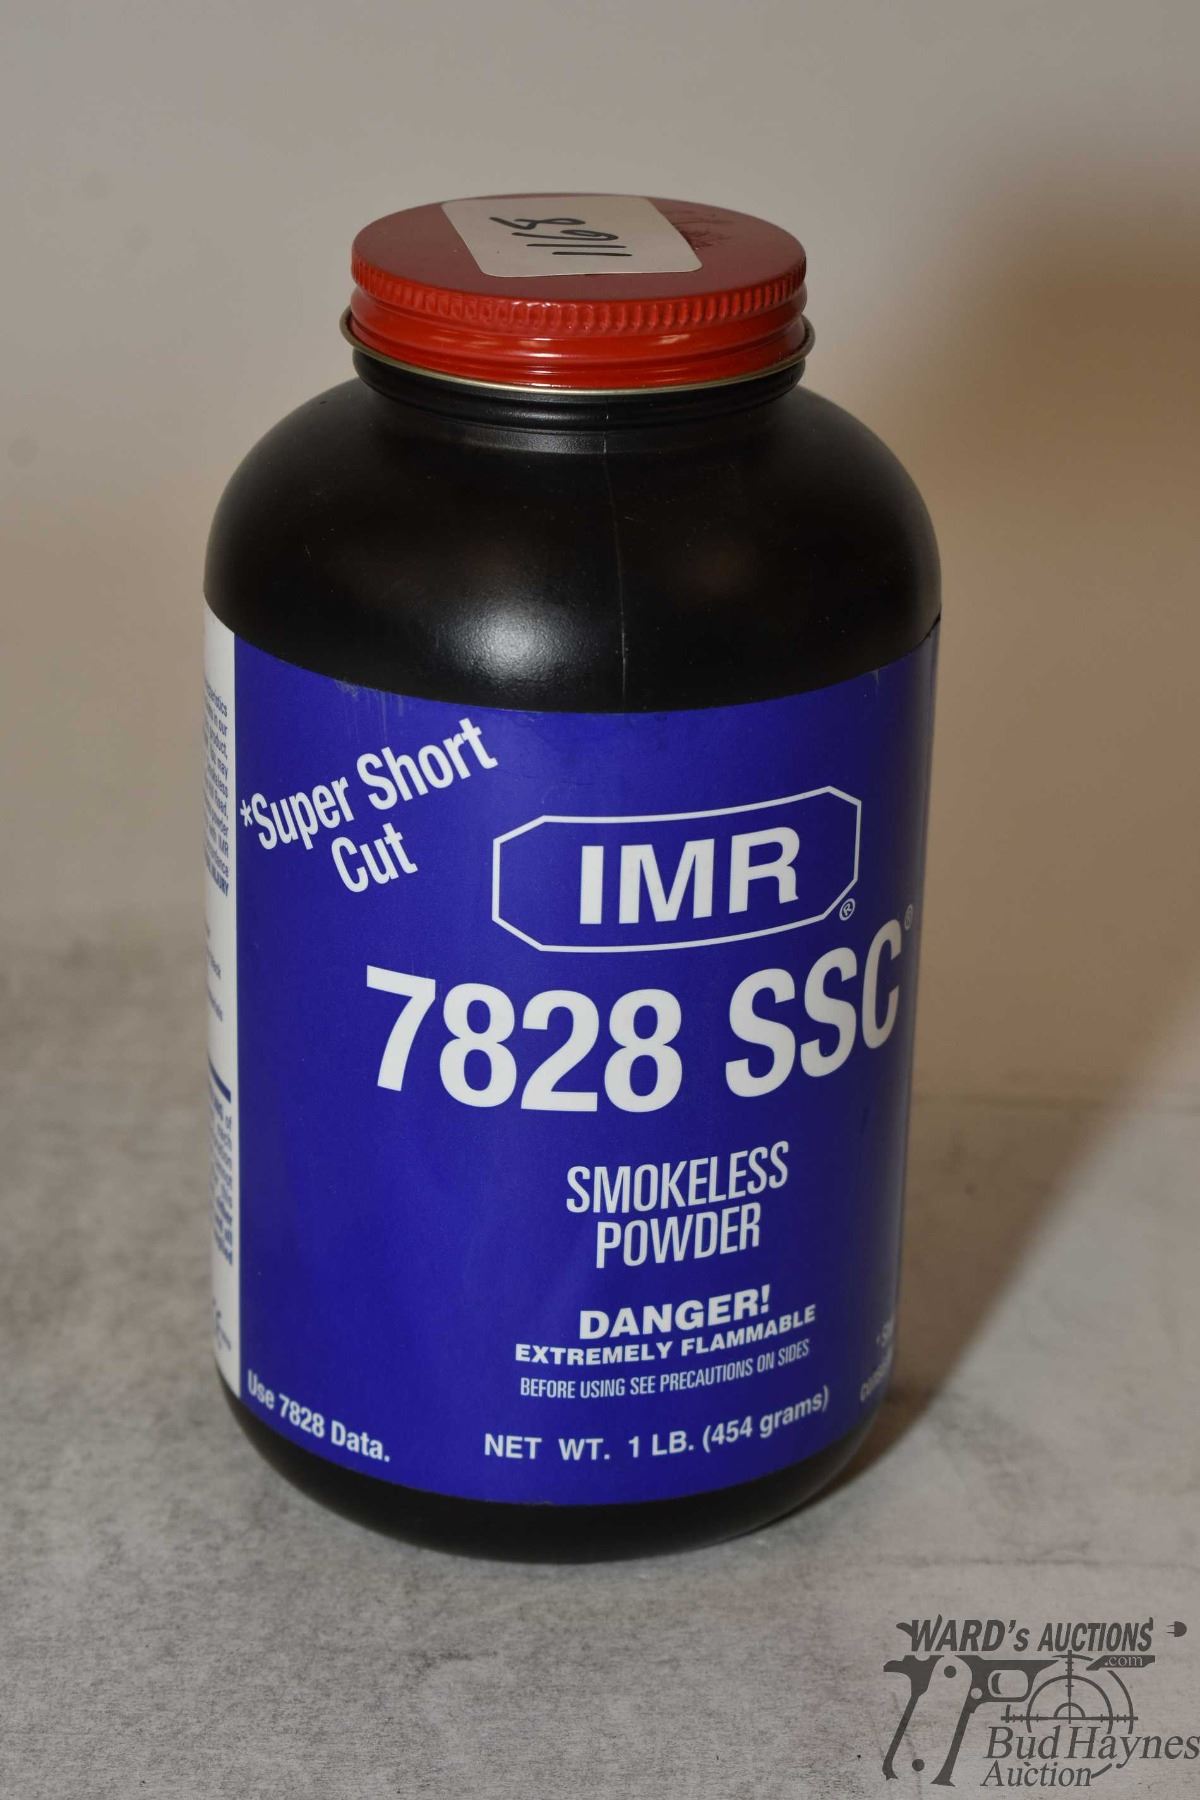 1168
*Super Short
Cut
IMR®
7828 SSC®
SMOKELESS
POWDER
DANGER!
EXTREMELY FLAMMABLE
BEFORE USING SEE PRECAUTIONS ON SIDES
NET WT. 1 LB. (454 grams)
Use 7828 Data.
WARD's AUCTIONS
.com
Bud Haynes
Auction